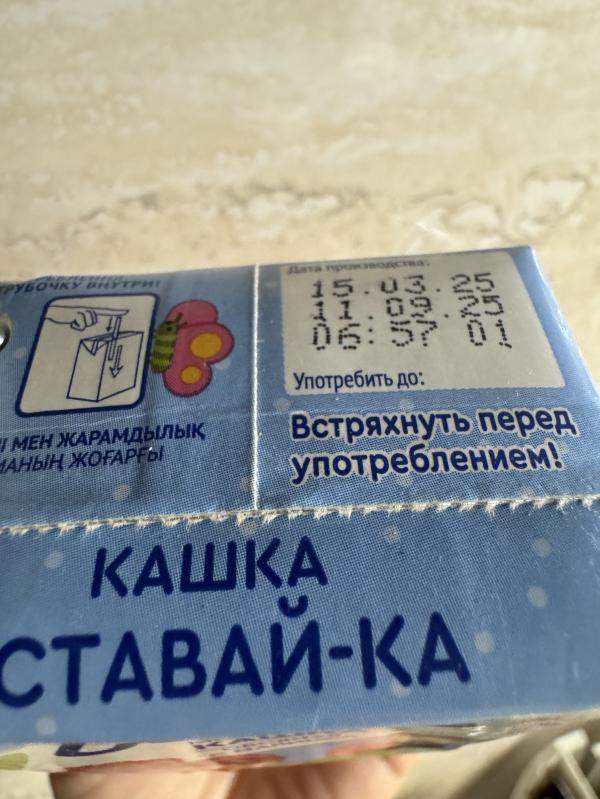 ТРУБОЧКУ ВНУТРИ!
МЕН ЖАРАМДЫЛЫҚ
ЖОҒАРҒЫ
Дата производства:
15.03.25
11.09.25
06:57 01
Употребить до:
Встряхнуть перед
употреблением!
КАШКА
СТАВАЙ-КА